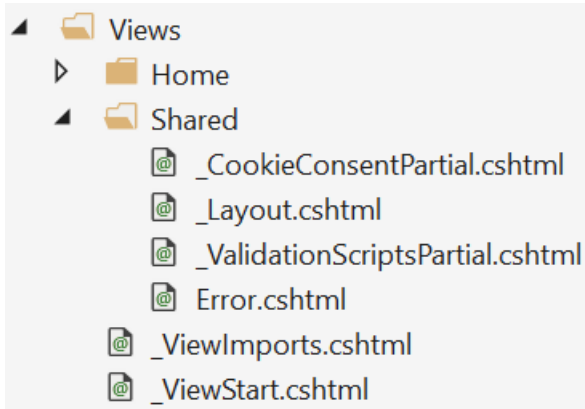 Views
Home
Shared
_CookieConsentPartial.cshtml
_Layout.cshtml
_ValidationScriptsPartial.cshtml
Error.cshtml
_ViewImports.cshtml
_ViewStart.cshtml